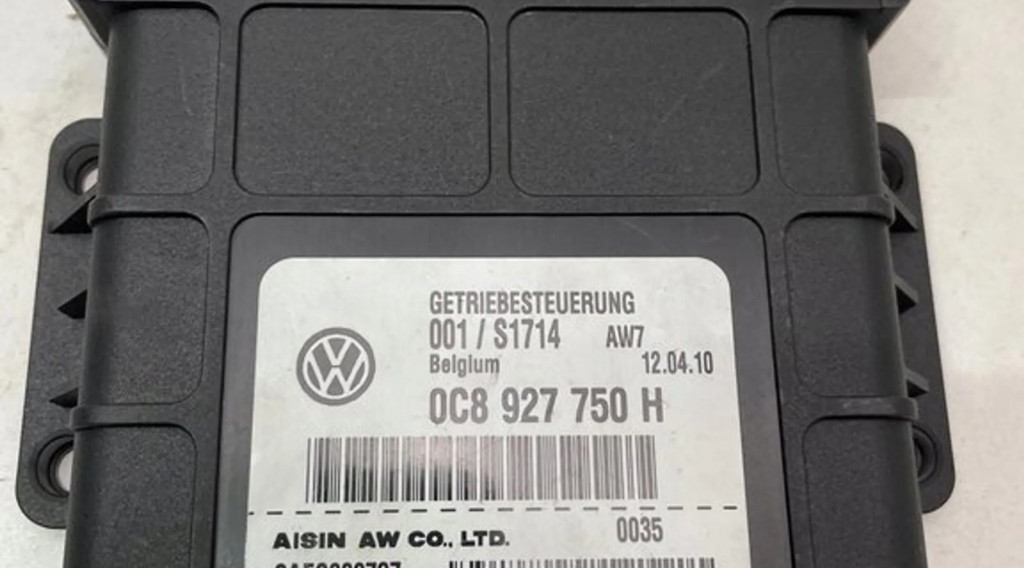 GETRIEBESTEUERUNG
001 / S1714 AW7
Belgium 12.04.10
0C8 927 750 H
AISIN AW CO., LTD. 0035